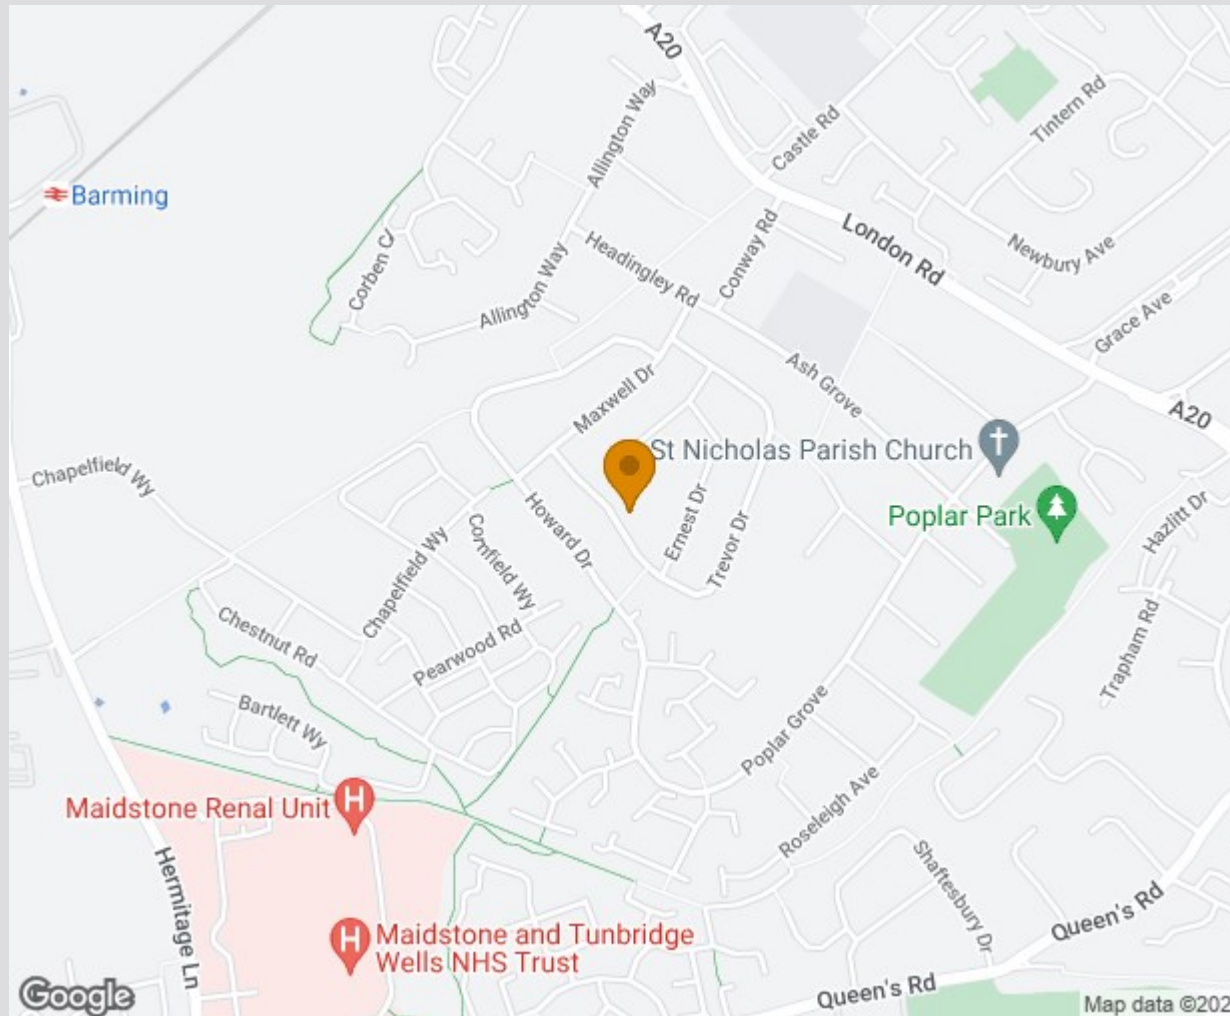 A20
Allington Way
Castle Rd
Tintern Rd
Barming
Corben Cl
Headingley Rd
Conway Rd
London Rd
Newbury Ave
Allington Way
Grace Ave
Maxwell Dr
Ash Grove
A20
St Nicholas Parish Church
Chapelfield Wy
Poplar Park
Howard Dr
Ernest Dr
Trevor Dr
Hazlitt Dr
Chapelfield Wy
Cornfield Wy
Chestnut Rd
Pearwood Rd
Trapham Rd
Bartlett Wy
Poplar Grove
Maidstone Renal Unit
H
Roseleigh Ave
Hermitage Ln
Shaftesbury Dr
Queen's Rd
H
Maidstone and Tunbridge
Wells NHS Trust
Queen's Rd
Google
Map data ©202